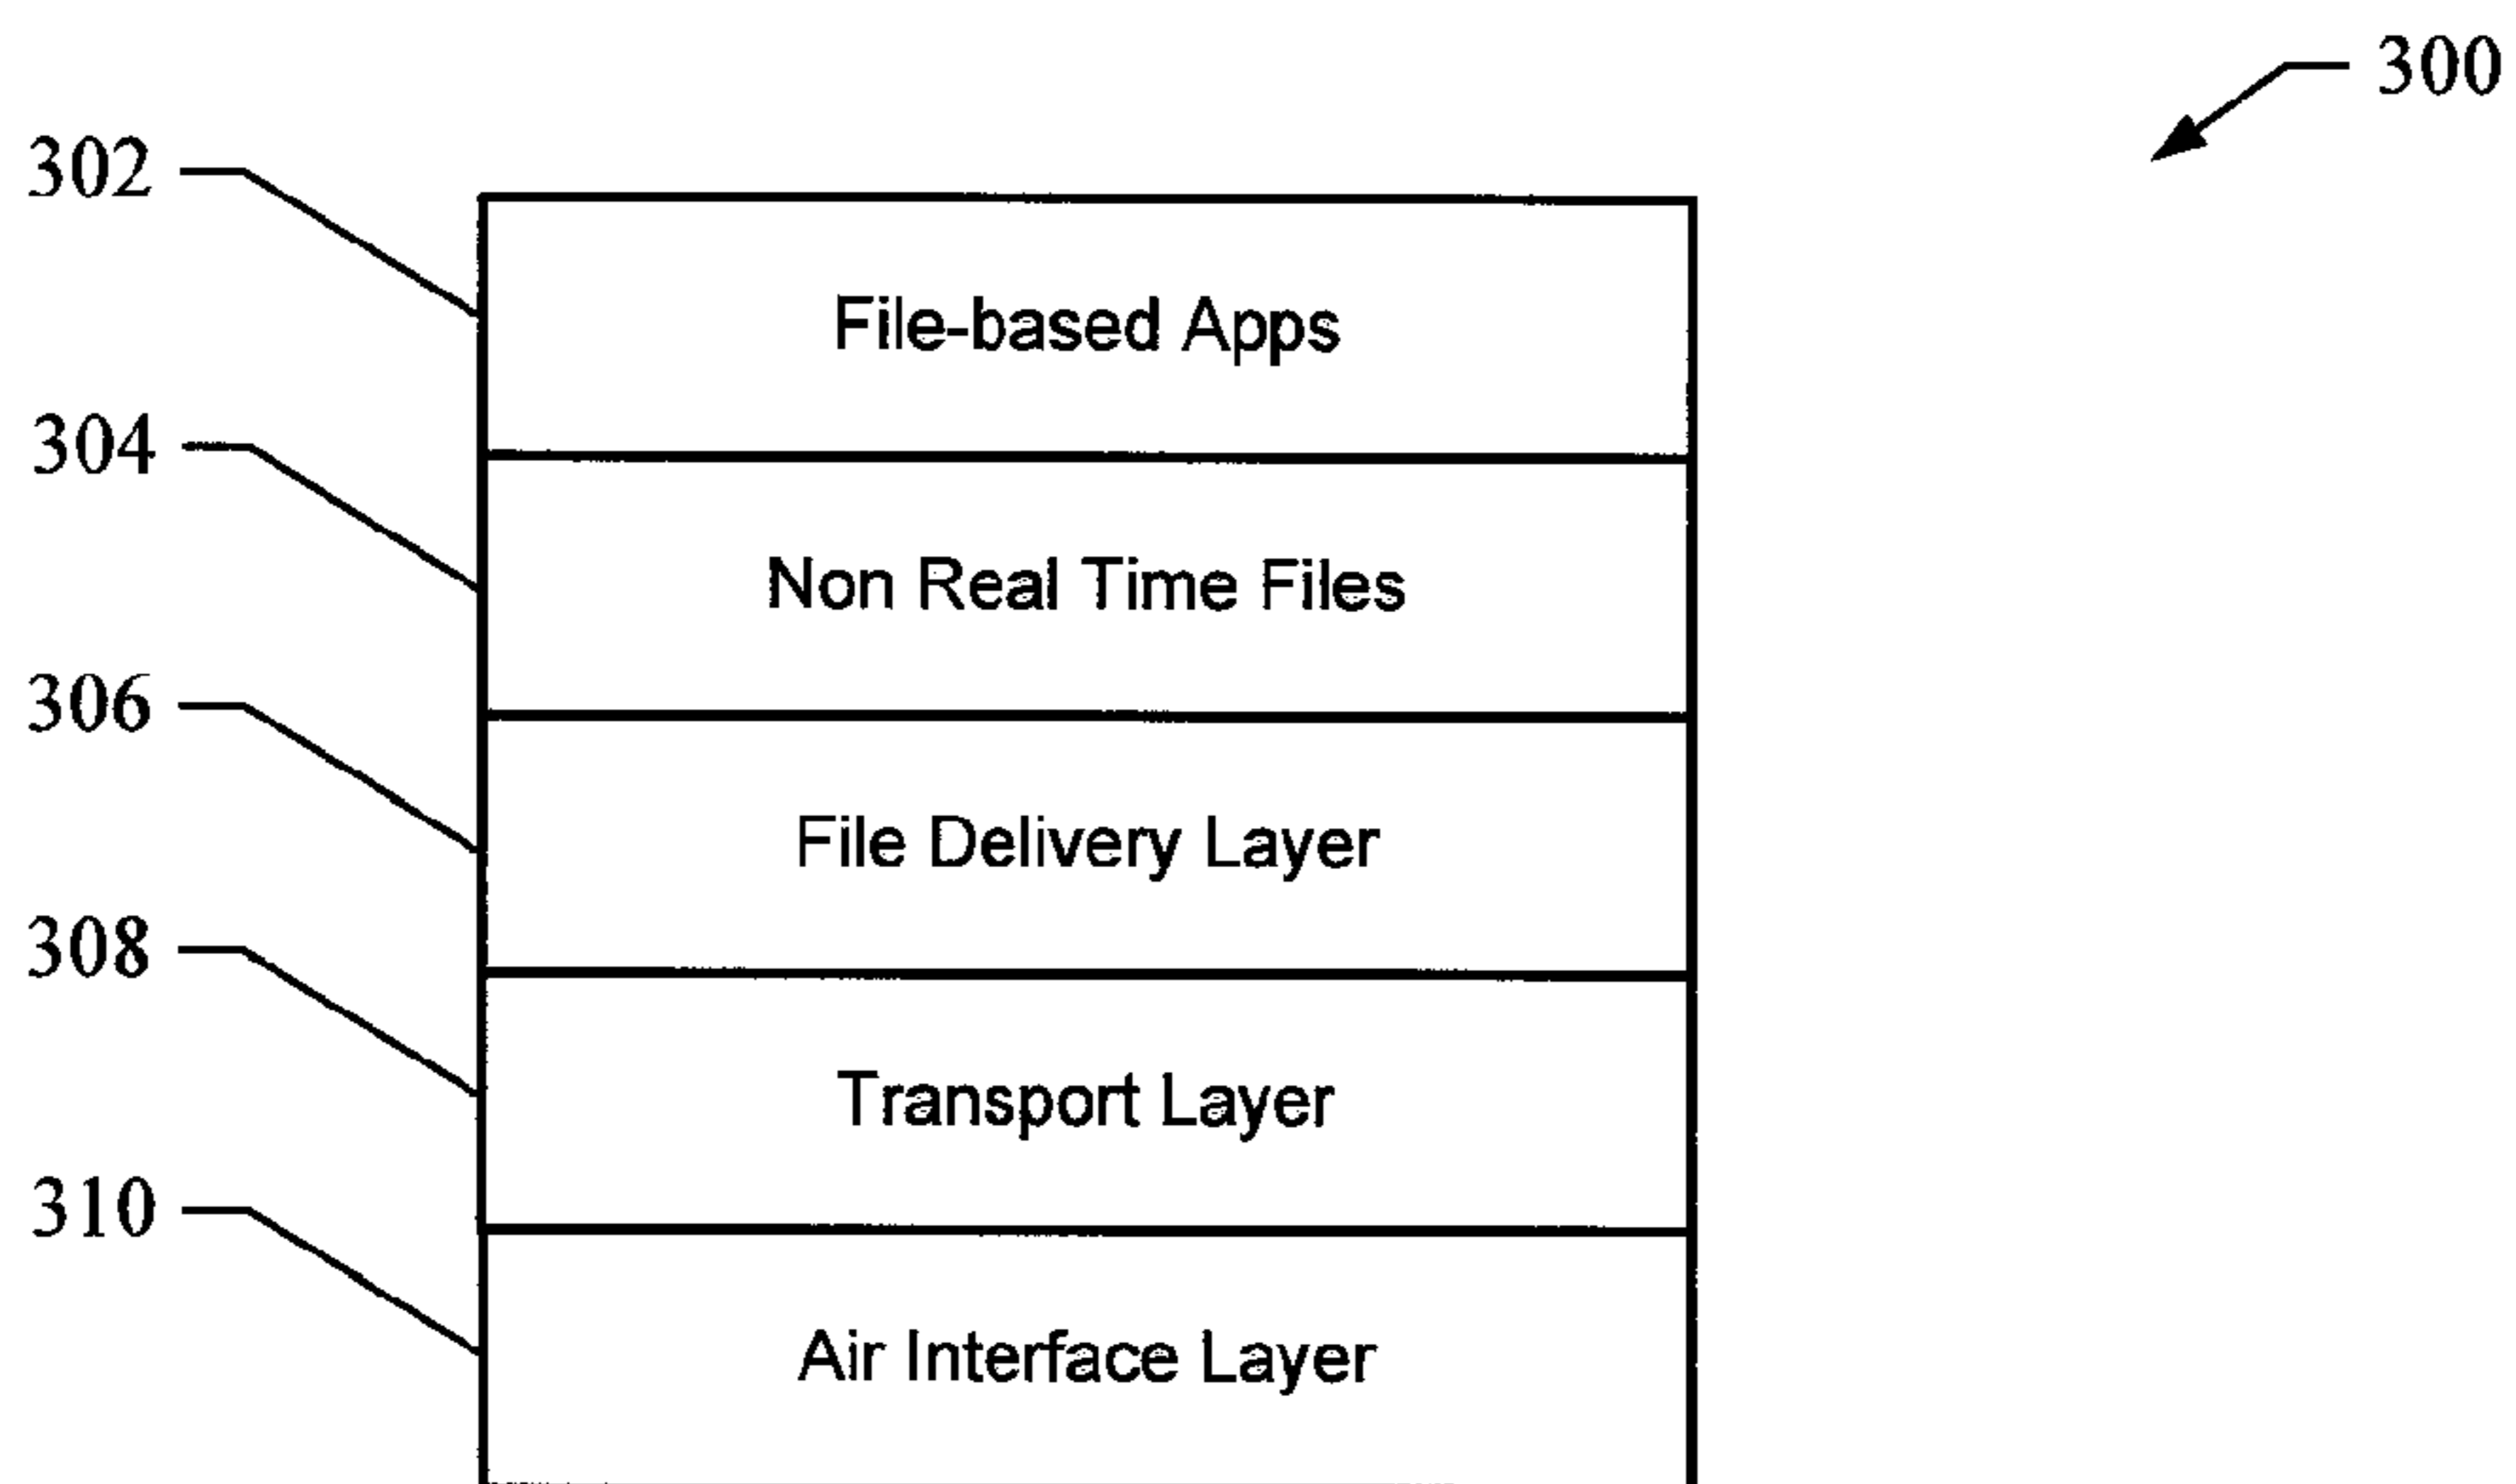 300
302
File-based Apps
304
Non Real Time Files
306
File Delivery Layer
308
Transport Layer
310
Air Interface Layer